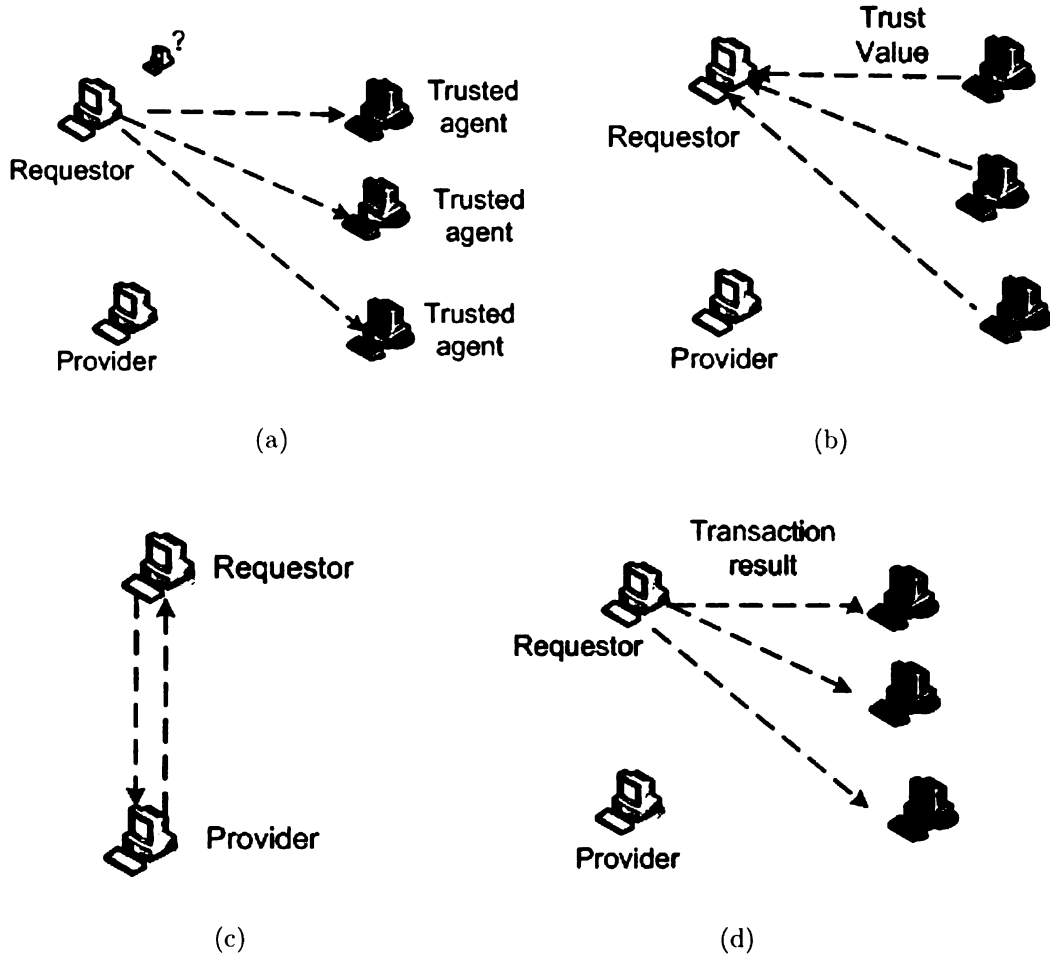 ?
Requestor
Trusted
agent
Trusted
agent
Trusted
agent
Provider
(a)
Trust
Value
Requestor
Provider
(b)
Requestor
Provider
(c)
Transaction
result
Requestor
Provider
(d)